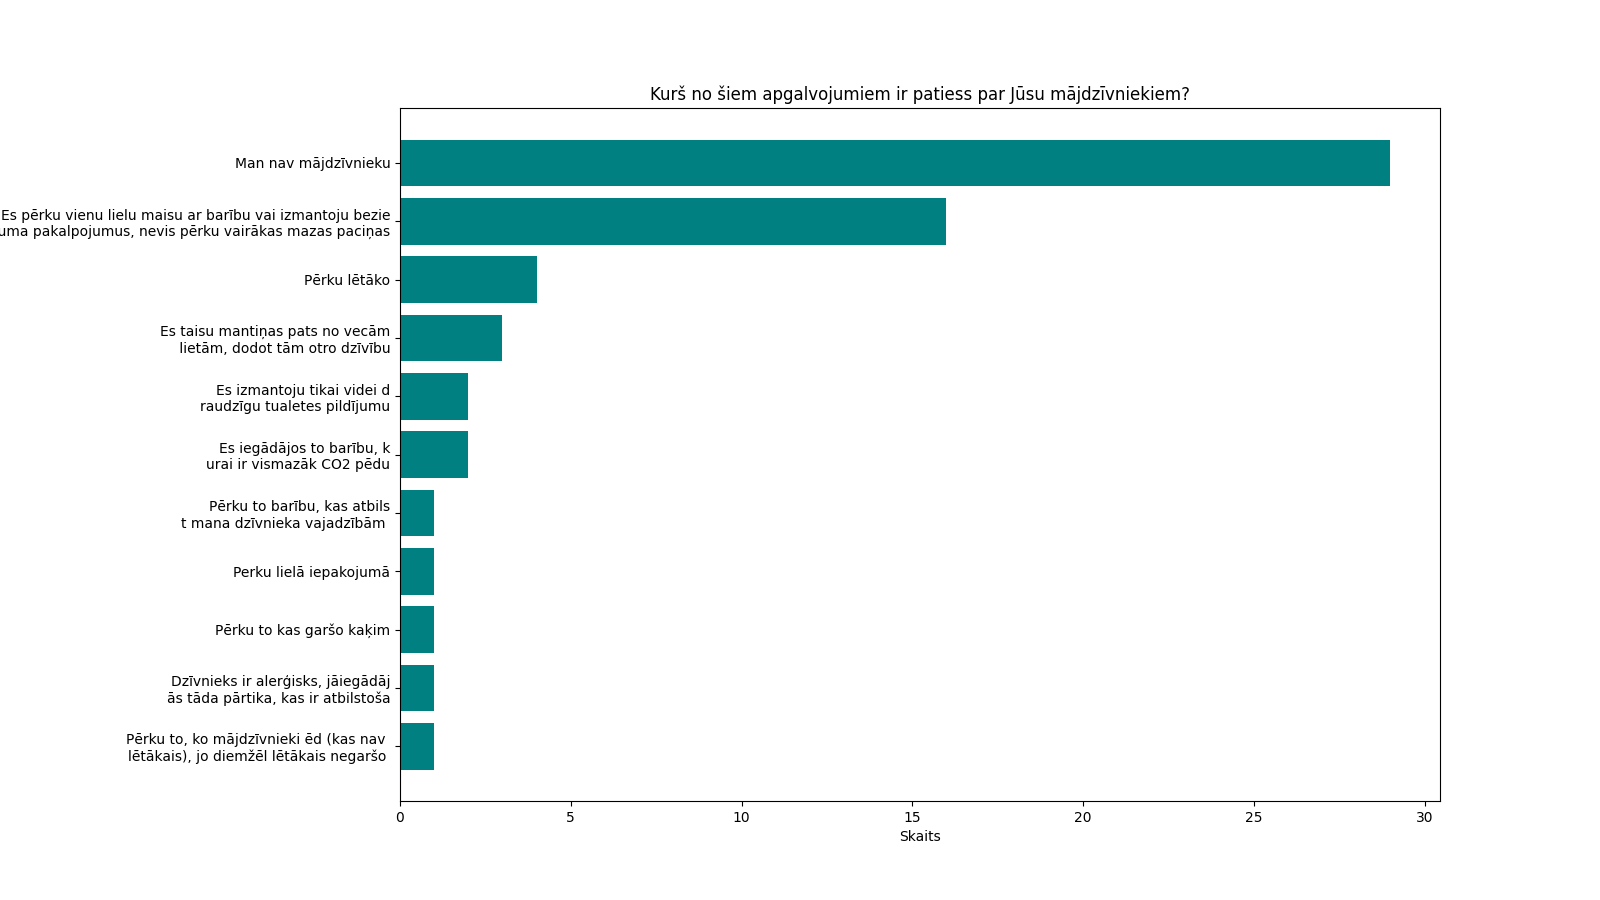 Kurš no šiem apgalvojumiem ir patiess par Jūsu mājdzīvniekiem?
Man nav mājdzīvnieku
Es pērku vienu lielu maisu ar barību vai izmantoju bezie
uma pakalpojumus, nevis pērku vairākas mazas paciņas
Pērku lētāko
Es taisu mantiņas pats no vecām
lietām, dodot tām otro dzīvību
Es izmantoju tikai videi d
raudzīgu tualetes pildījumu
Es iegādājos to barību, k
urai ir vismazāk CO2 pēdu
Pērku to barību, kas atbils
t mana dzīvnieka vajadzībām
Perku lielā iepakojumā
Pērku to kas garšo kaķim
Dzīvnieks ir alerģisks, jāiegādāj
ās tāda pārtika, kas ir atbilstoša
Pērku to, ko mājdzīvnieki ēd (kas nav
lētākais), jo diemžēl lētākais negaršo
0 5 10 15 20 25 30
Skaits